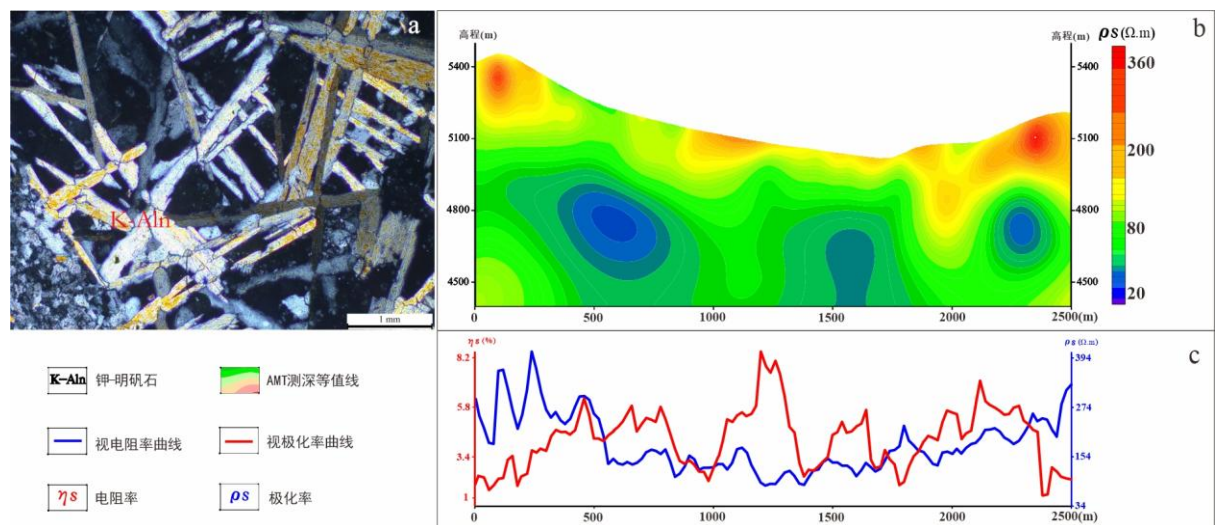 a
K-Aln
1 mm
K-Aln 钾-明矾石
AMT测深等值线
视电阻率曲线
视极化率曲线
ηs 电阻率
ρs 极化率
b
高程(m)
高程(m)
ρs(Ω.m)
5400
5400
360
5100
5100
200
4800
4800
80
4500
4500
20
0
500
1000
1500
2000
2500(m)
c
ηs(%)
ρs(Ω.m)
8.2
394
5.8
274
3.4
154
1
34
0
500
1000
1500
2000
2500(m)